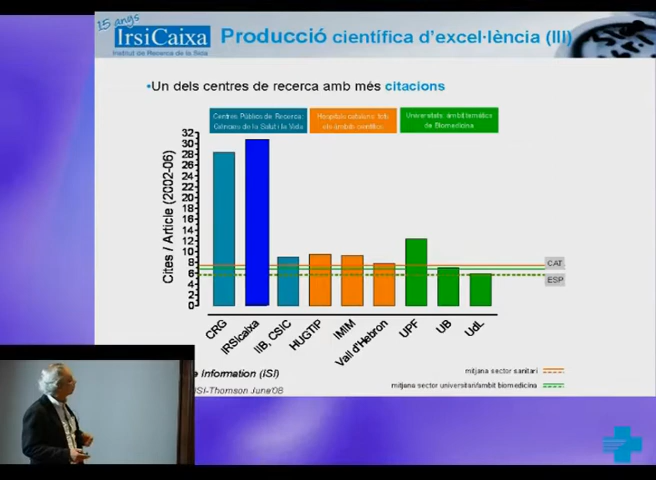 15 anys
IrsiCaixa
Institut de Recerca de la Sida
Producció científica d'excel·lència (III)
•Un dels centres de recerca amb més citacions
Centres Públics de Recerca:
Ciències de la Salut i la Vida
Hospitals catalans: tots
els àmbits científics
Universitats: àmbit temàtic
de Biomedicina
Cites / Article (2002-06)
32
30
28
26
24
22
20
18
16
14
12
10
8
6
4
2
0
CAT
ESP
CRG
IRSIcaixa
IIB, CSIC
HUGTIP
IMIM
Vall d'Hebron
UPF
UB
UdL
e Information (ISI)
ISI-Thomson June'08
mitjana sector sanitari
mitjana sector universitari/àmbit biomedicina